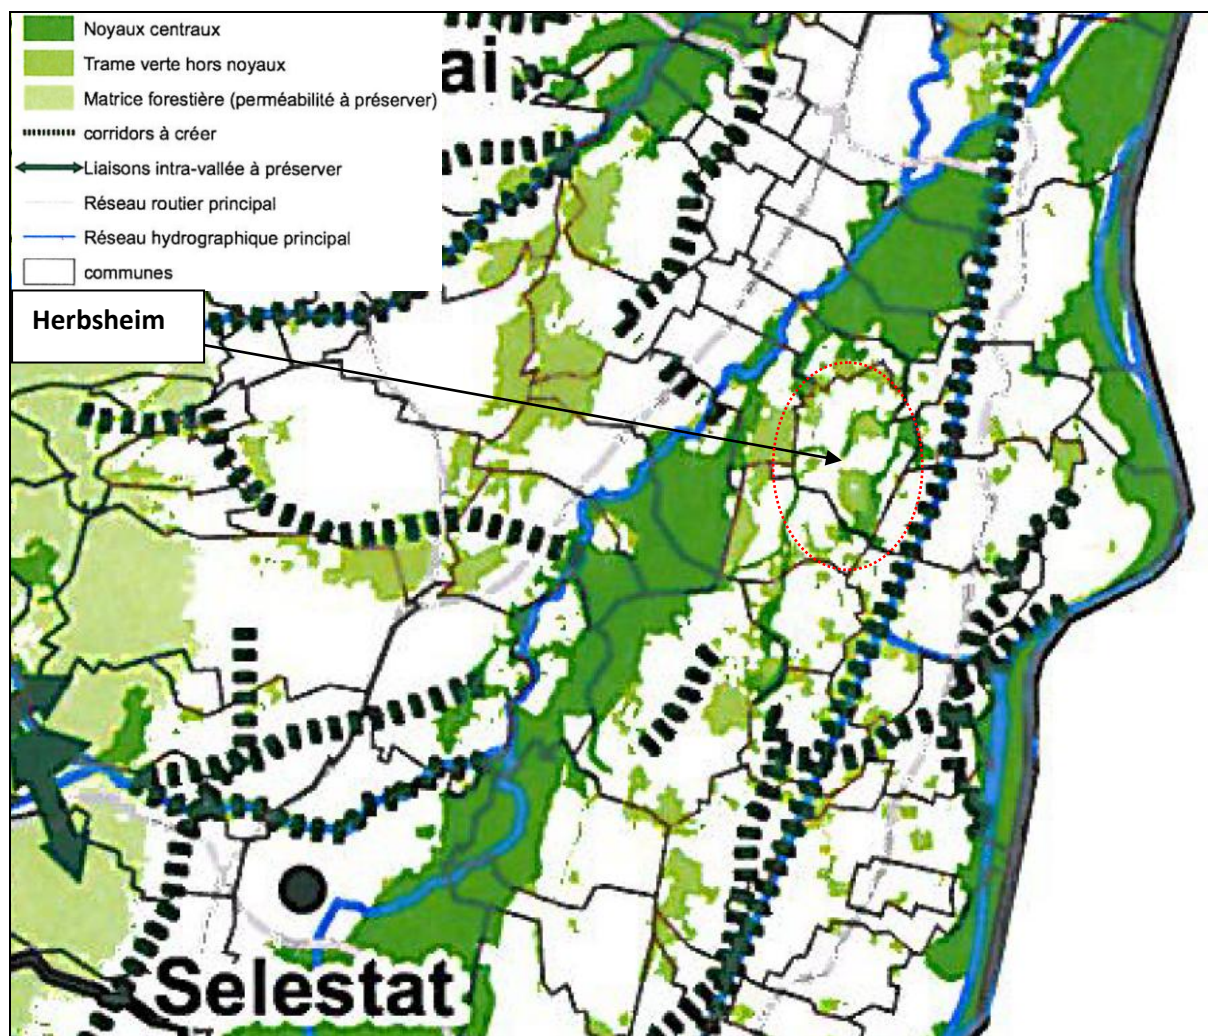 Noyaux centraux
Trame verte hors noyaux
Matrice forestière (perméabilité à préserver)
corridors à créer
Liaisons intra-vallée à préserver
Réseau routier principal
Réseau hydrographique principal
communes
ai
Herbsheim
Selestat